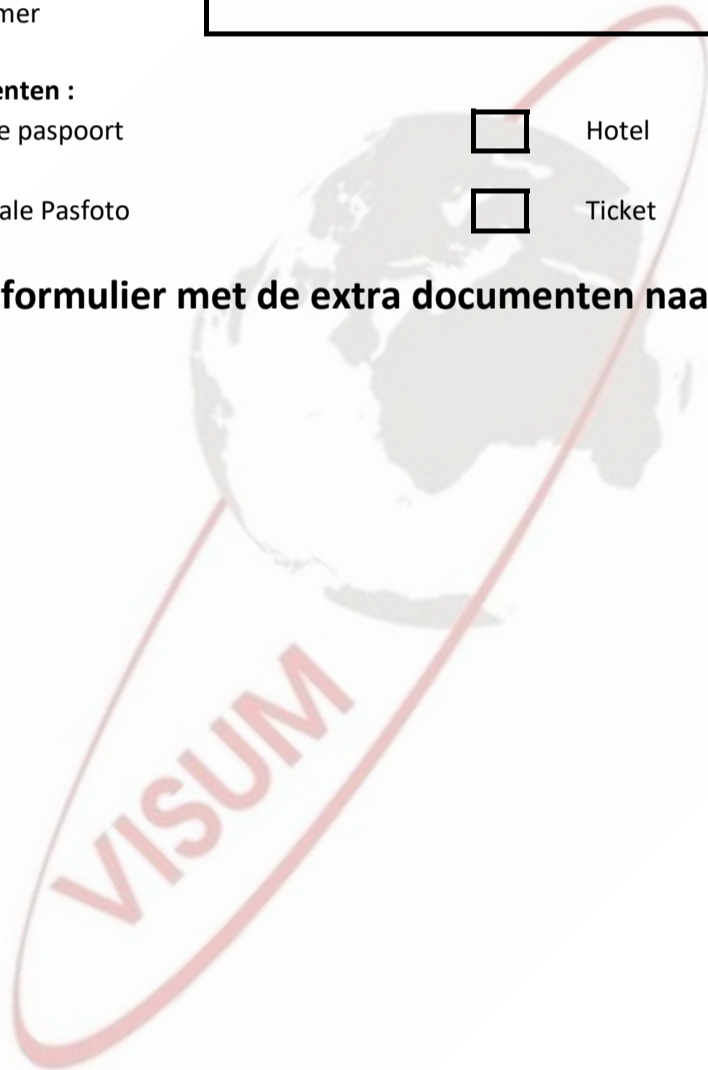 mer
enten :
e paspoort Hotel
ale Pasfoto Ticket
formulier met de extra documenten naa
VISUM